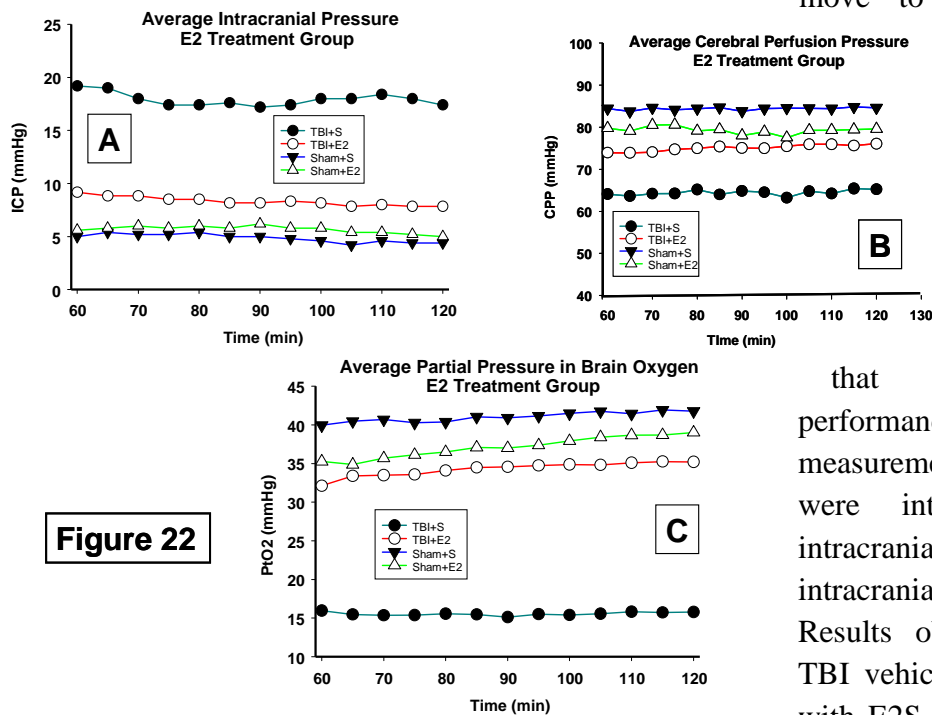 move to
Average Intracranial Pressure
E2 Treatment Group
25
20
15
10
5
0
ICP (mmHg)
A
TBI+S
TBI+E2
Sham+S
Sham+E2
60 70 80 90 100 110 120
Time (min)
Average Cerebral Perfusion Pressure
E2 Treatment Group
100
90
80
70
60
50
40
CPP (mmHg)
TBI+S
TBI+E2
Sham+S
Sham+E2
B
60 70 80 90 100 110 120 130
TIme (min)
Average Partial Pressure in Brain Oxygen
E2 Treatment Group
45
40
35
30
25
20
15
10
PtO2 (mmHg)
TBI+S
TBI+E2
Sham+S
Sham+E2
C
60 70 80 90 100 110 120
Time (min)
Figure 22
that
performanc
measureme
were int
intracrania
intracrania
Results ol
TBI vehic
with E2S